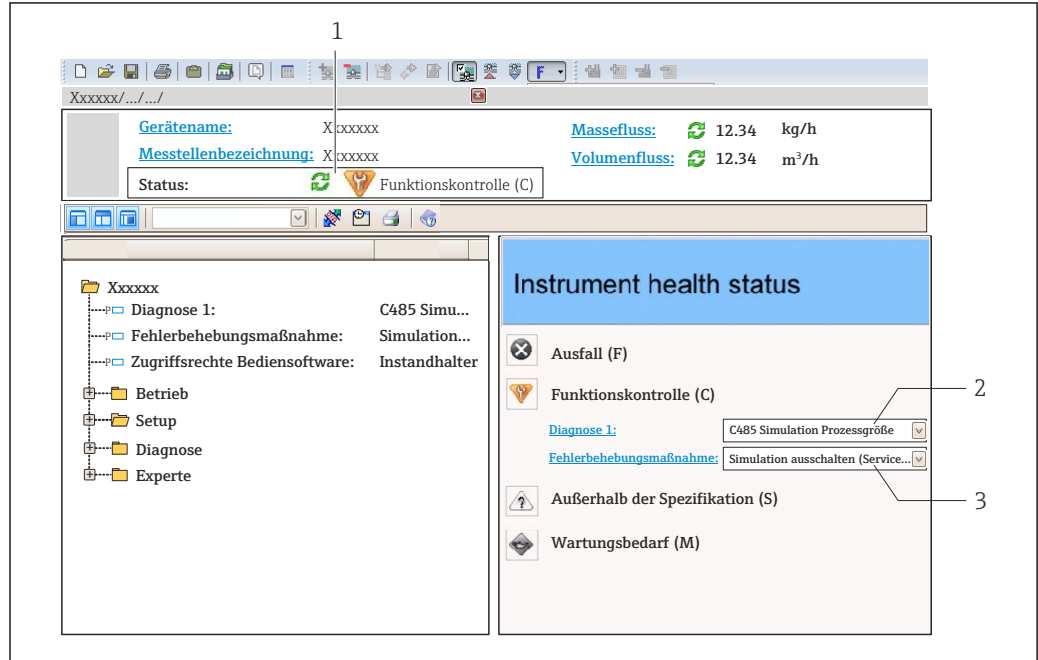 1
F
Xxxxxx/.../.../
Gerätename: Xxxxxxx
Massefluss: 12.34 kg/h
Messtellenbezeichnung: Xxxxxxx
Volumenfluss: 12.34 m³/h
Status: Funktionskontrolle (C)
Xxxxxx
Diagnose 1: C485 Simu...
Fehlerbehebungsmaßnahme: Simulation...
Zugriffsrechte Bediensoftware: Instandhalter
Betrieb
Setup
Diagnose
Experte
Instrument health status
Ausfall (F)
Funktionskontrolle (C)
2
Diagnose 1: C485 Simulation Prozessgröße
Fehlerbehebungsmaßnahme: Simulation ausschalten (Service...
3
Außerhalb der Spezifikation (S)
Wartungsbedarf (M)